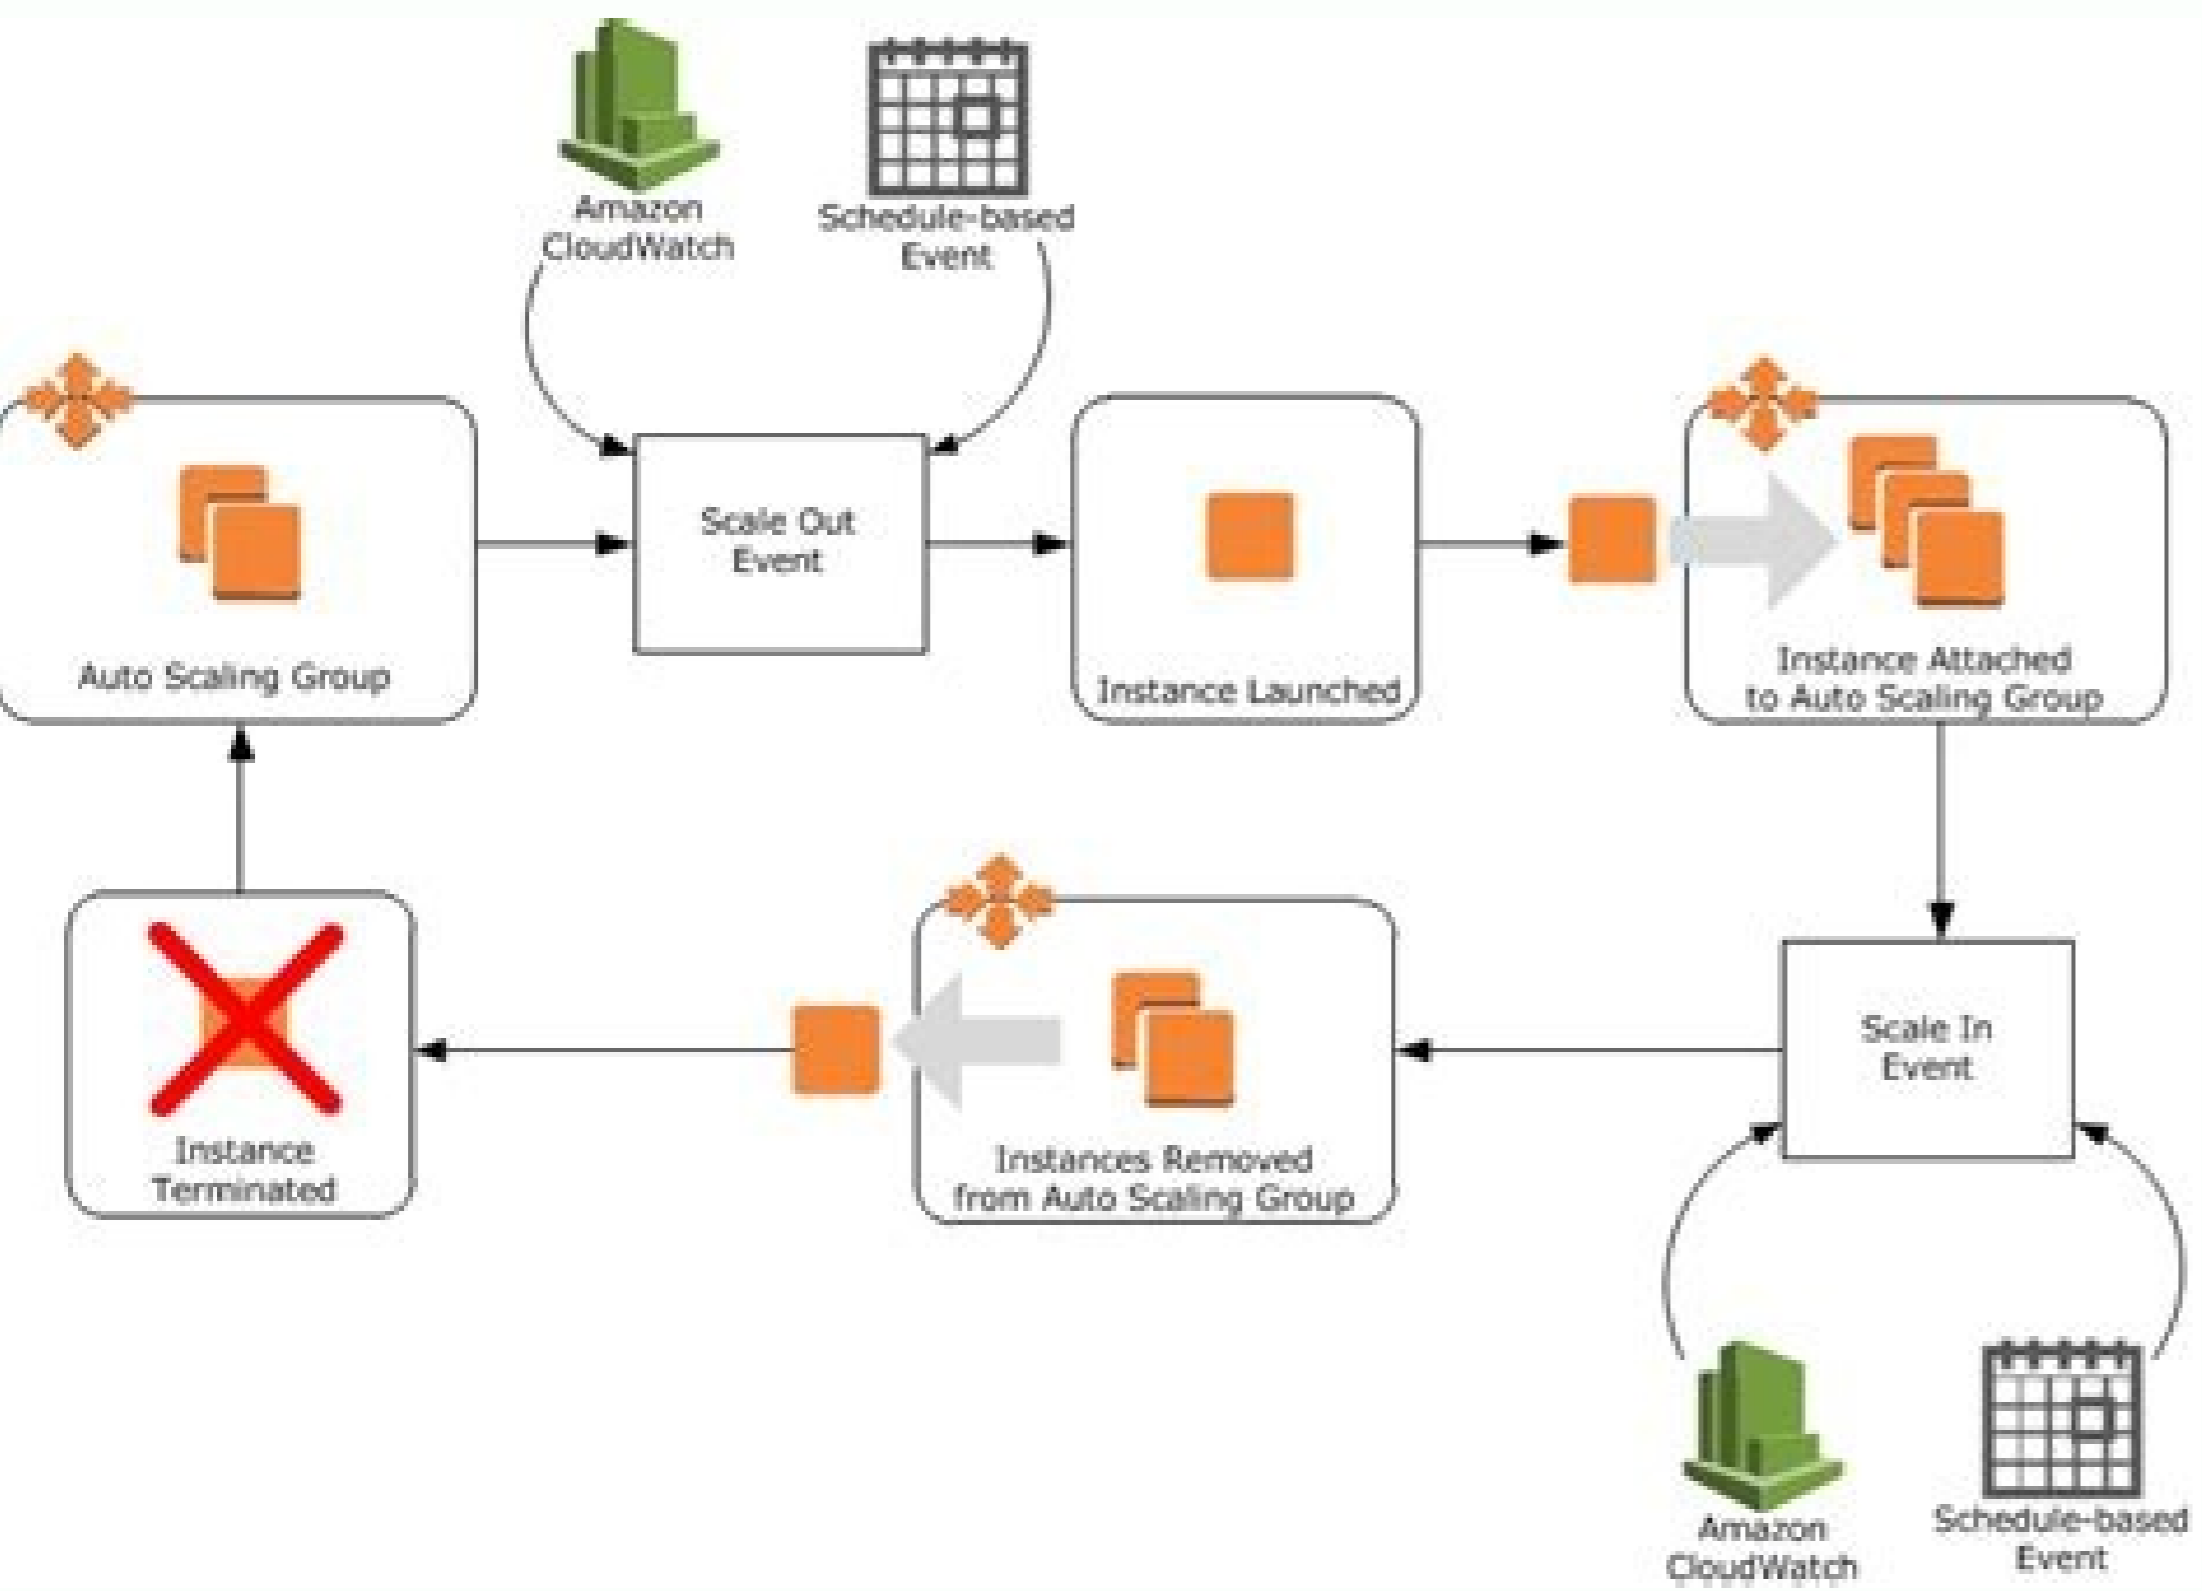 Amazon
CloudWatch
Schedule-based
Event
Auto Scaling Group
Scale Out
Event
Instance Launched
Instance Attached
to Auto Scaling Group
Instance
Terminated
Instances Removed
from Auto Scaling Group
Scale In
Event
Amazon
CloudWatch
Schedule-based
Event